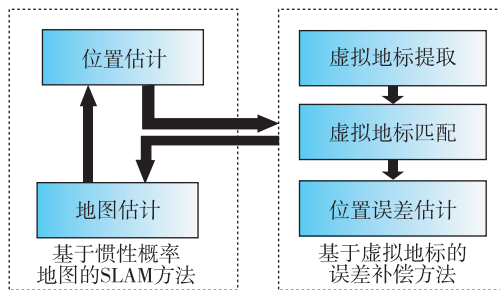 位置估计
地图估计
基于惯性概率
地图的SLAM方法
虚拟地标提取
虚拟地标匹配
位置误差估计
基于虚拟地标的
误差补偿方法